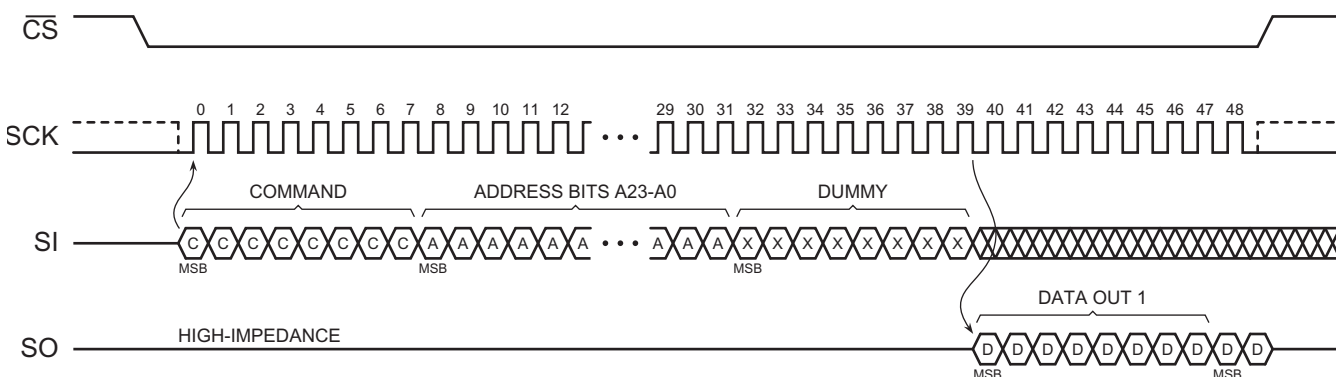 CS
0 1 2 3 4 5 6 7 8 9 10 11 12 29 30 31 32 33 34 35 36 37 38 39 40 41 42 43 44 45 46 47 48
SCK
COMMAND ADDRESS BITS A23-A0 DUMMY
SI C C C C C C C C A A A A A A • • • A A A X X X X X X X X
MSB MSB MSB
DATA OUT 1
HIGH-IMPEDANCE
SO D D D D D D D D D D
MSB MSB